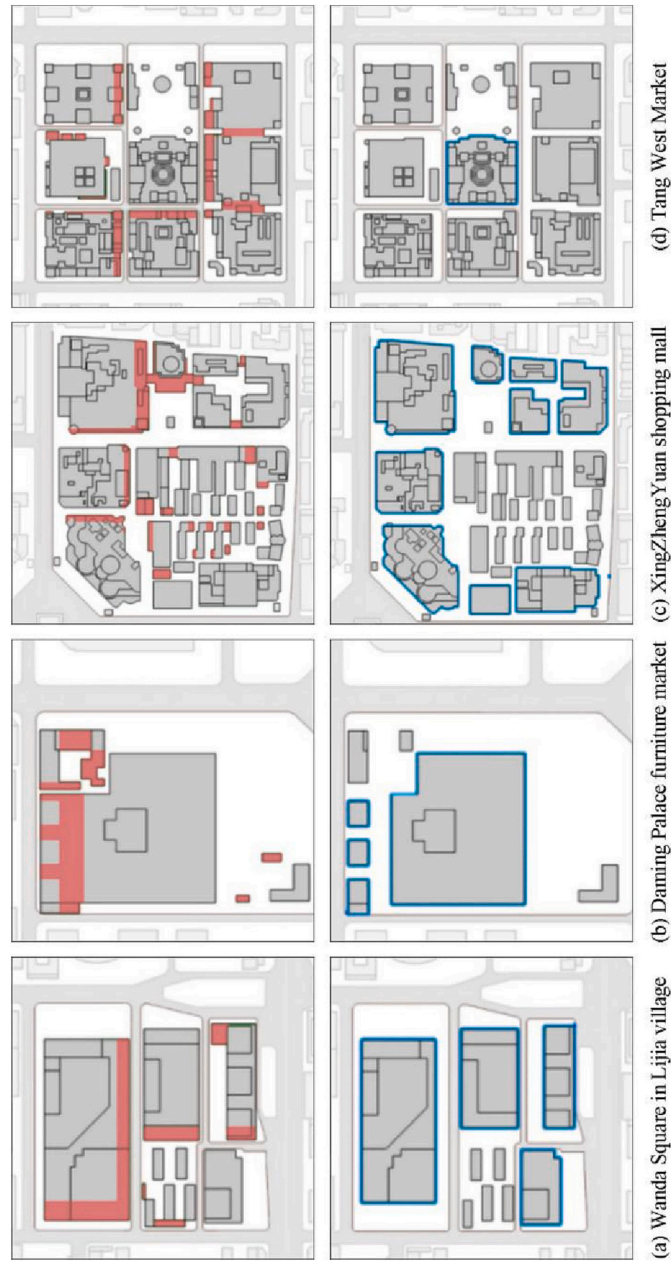 (a) Wanda Square in Lijia village
(b) Daming Palace furniture market
(c) XingZhengYuan shopping mall
(d) Tang West Market